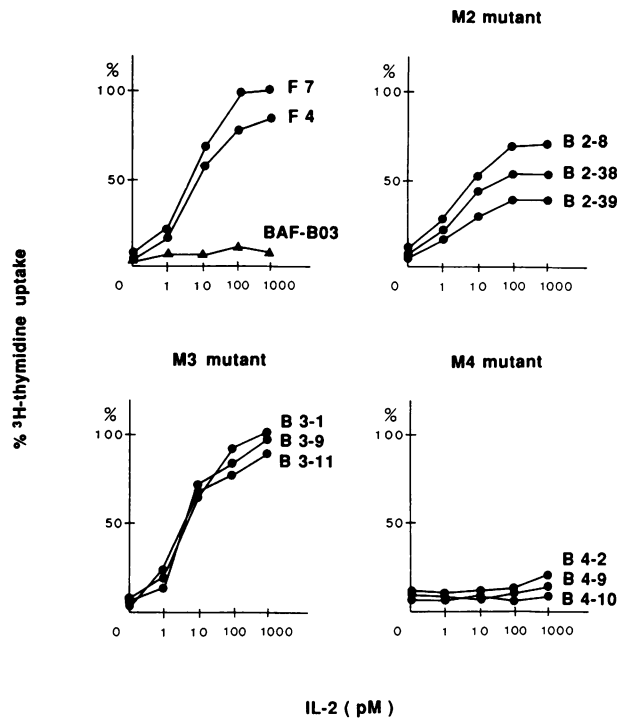 M2 mutant
%
100
50
F 7
F 4
BAF-B03
0 1 10 100 1000
%
100
50
B 2-8
B 2-38
B 2-39
0 1 10 100 1000
% ³H-thymidine uptake
M3 mutant
%
100
50
B 3-1
B 3-9
B 3-11
0 1 10 100 1000
M4 mutant
%
100
50
B 4-2
B 4-9
B 4-10
0 1 10 100 1000
IL-2 ( pM )